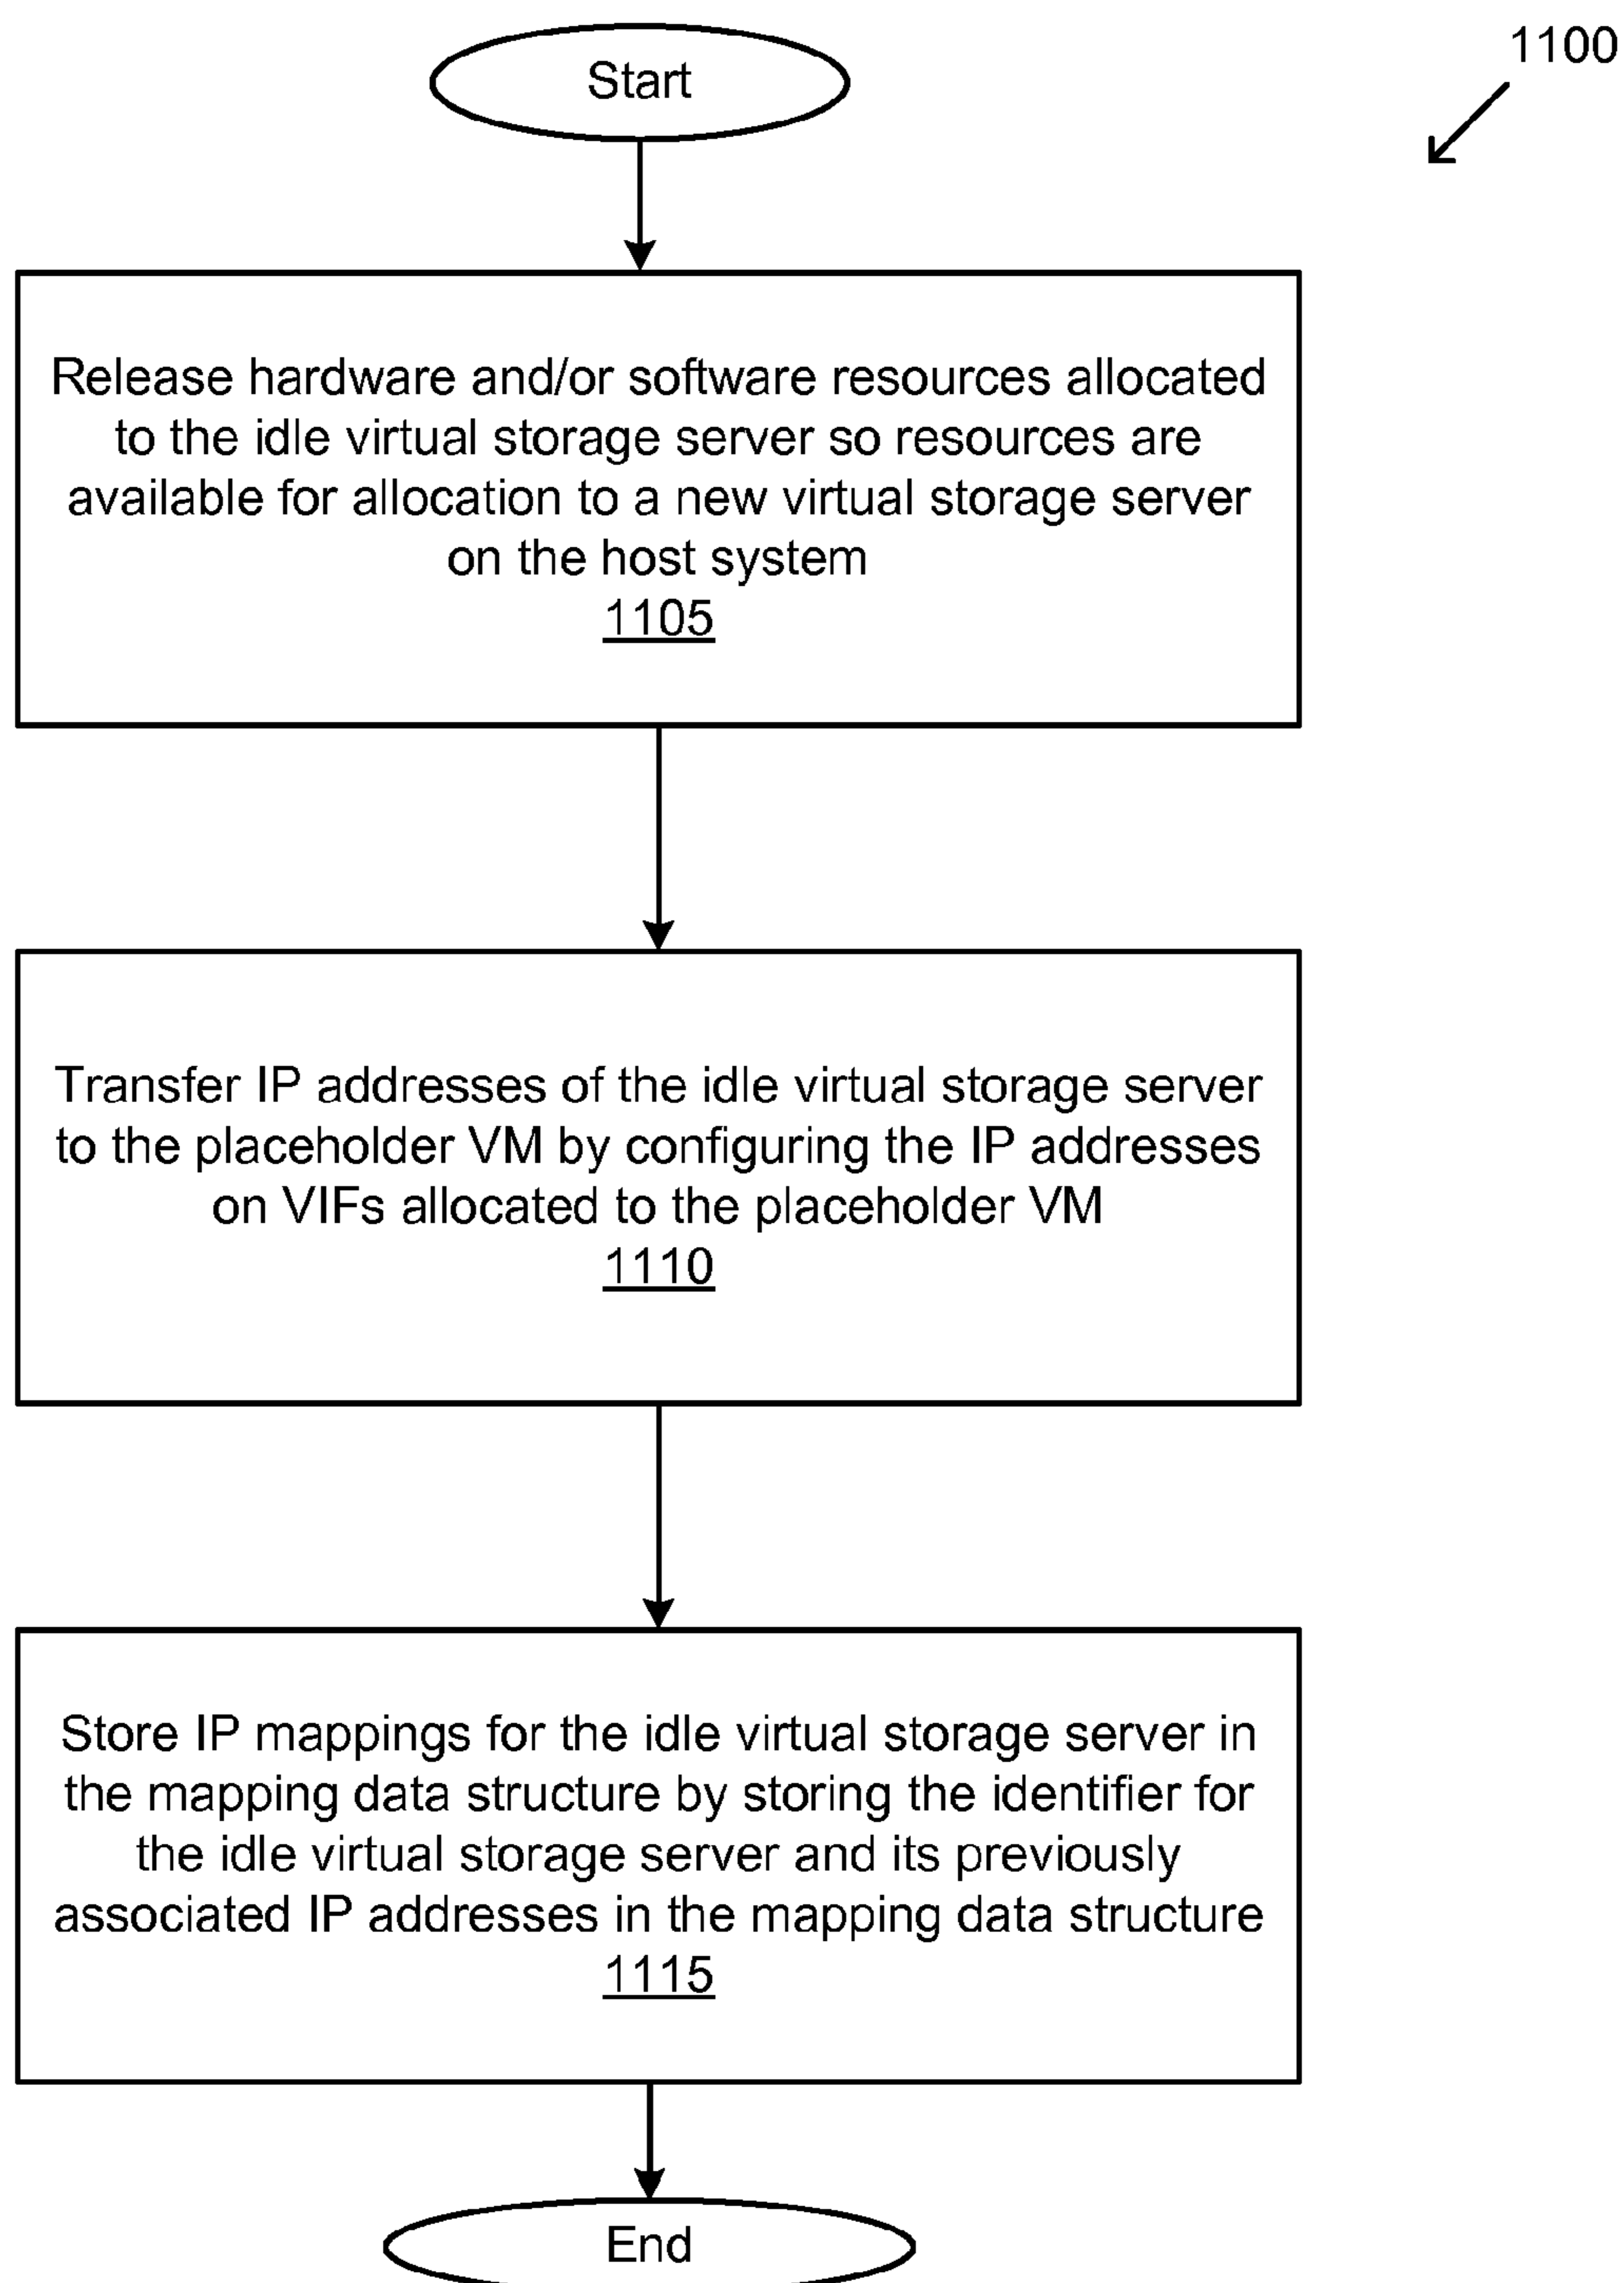 Start
1100
Release hardware and/or software resources allocated
to the idle virtual storage server so resources are
available for allocation to a new virtual storage server
on the host system
1105
Transfer IP addresses of the idle virtual storage server
to the placeholder VM by configuring the IP addresses
on VIFs allocated to the placeholder VM
1110
Store IP mappings for the idle virtual storage server in
the mapping data structure by storing the identifier for
the idle virtual storage server and its previously
associated IP addresses in the mapping data structure
1115
End